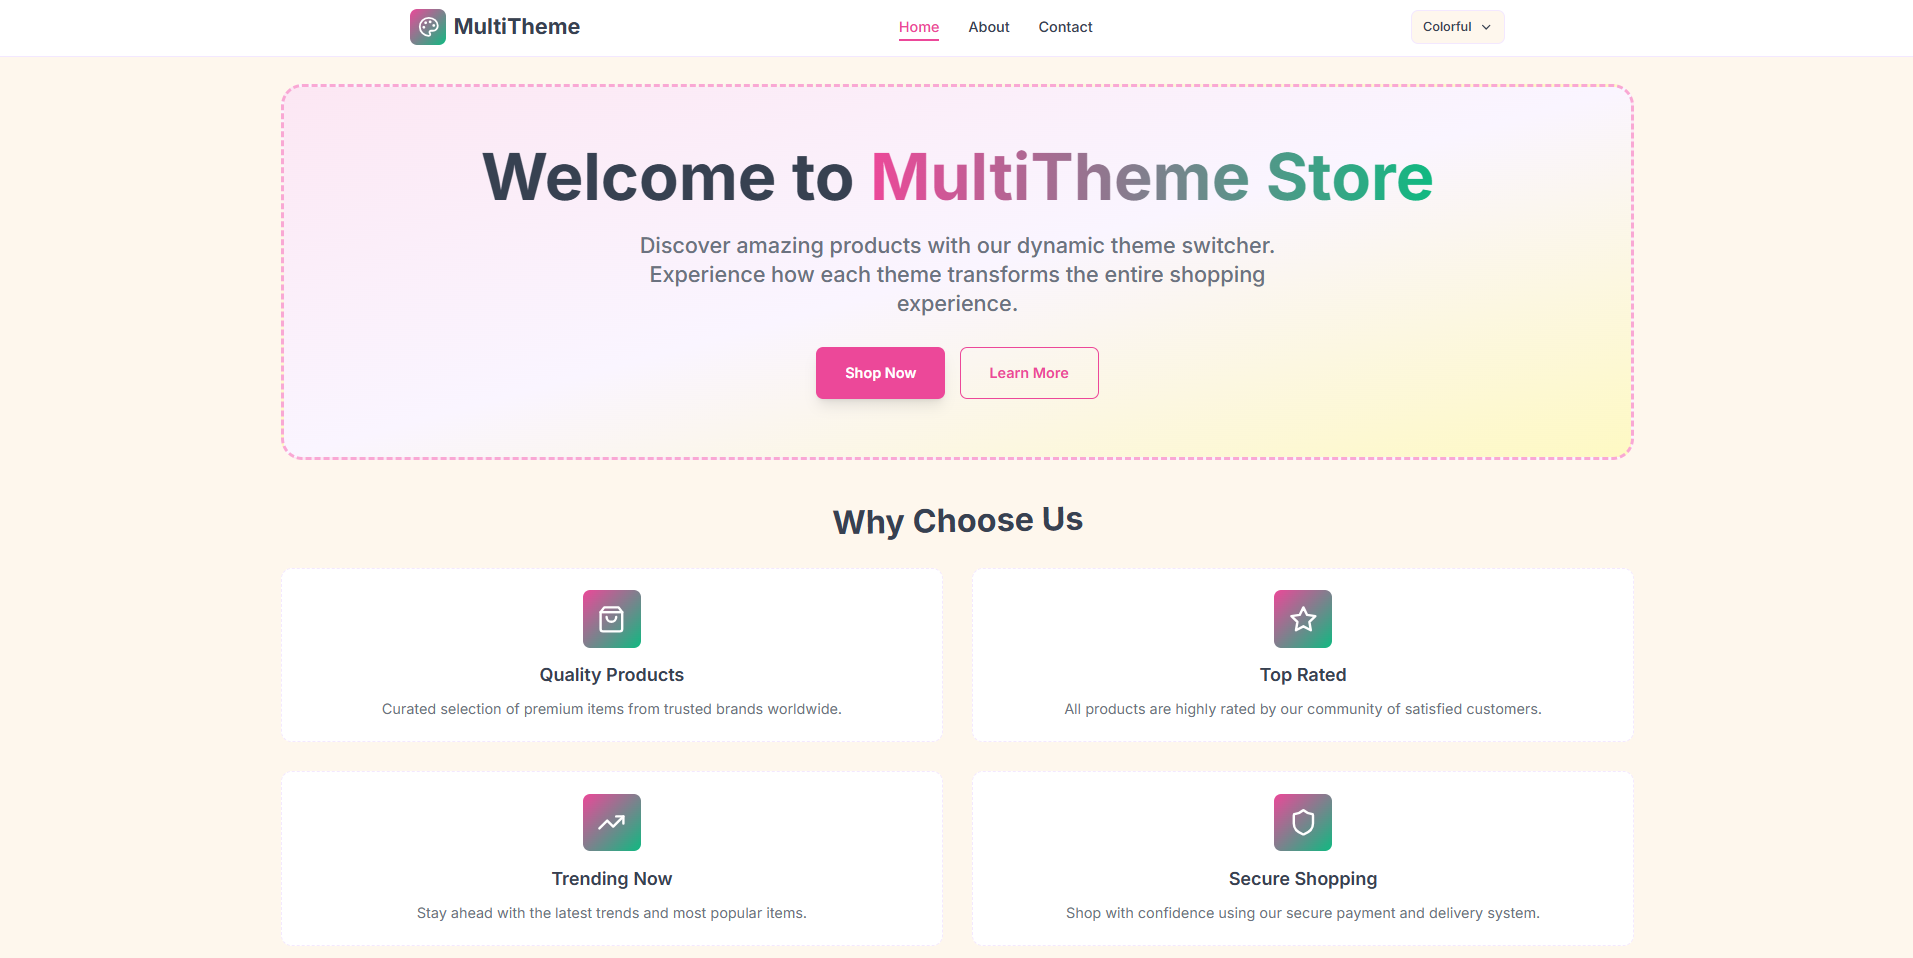 MultiTheme
Home
About
Contact
Colorful
Welcome to MultiTheme Store
Discover amazing products with our dynamic theme switcher.
Experience how each theme transforms the entire shopping
experience.
Shop Now
Learn More
Why Choose Us
Quality Products
Curated selection of premium items from trusted brands worldwide.
Top Rated
All products are highly rated by our community of satisfied customers.
Trending Now
Stay ahead with the latest trends and most popular items.
Secure Shopping
Shop with confidence using our secure payment and delivery system.